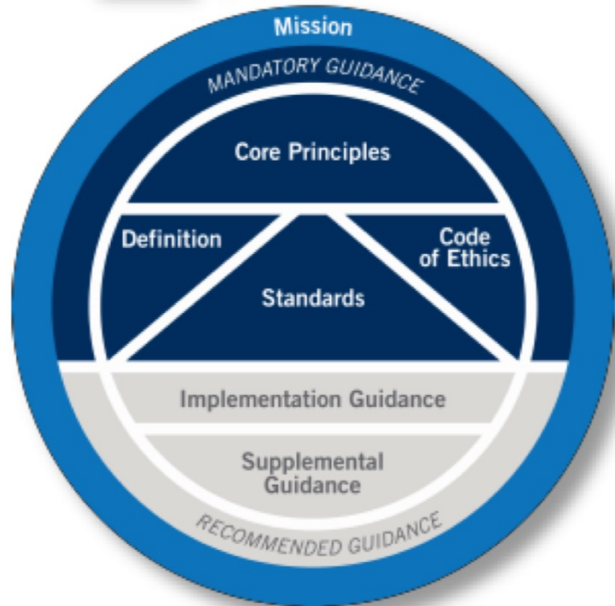 Mission
MANDATORY GUIDANCE
Core Principles
Definition
Code
of Ethics
Standards
Implementation Guidance
Supplemental
Guidance
RECOMMENDED GUIDANCE